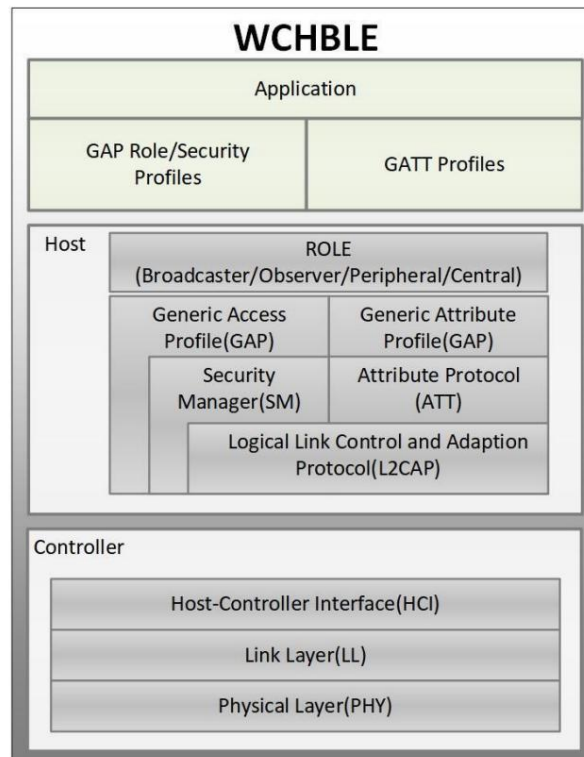 WCHBLE
Application
GAP Role/Security
Profiles
GATT Profiles
Host
ROLE
(Broadcaster/Observer/Peripheral/Central)
Generic Access
Profile(GAP)
Generic Attribute
Profile(GAP)
Security
Manager(SM)
Attribute Protocol
(ATT)
Logical Link Control and Adaption
Protocol(L2CAP)
Controller
Host-Controller Interface(HCI)
Link Layer(LL)
Physical Layer(PHY)